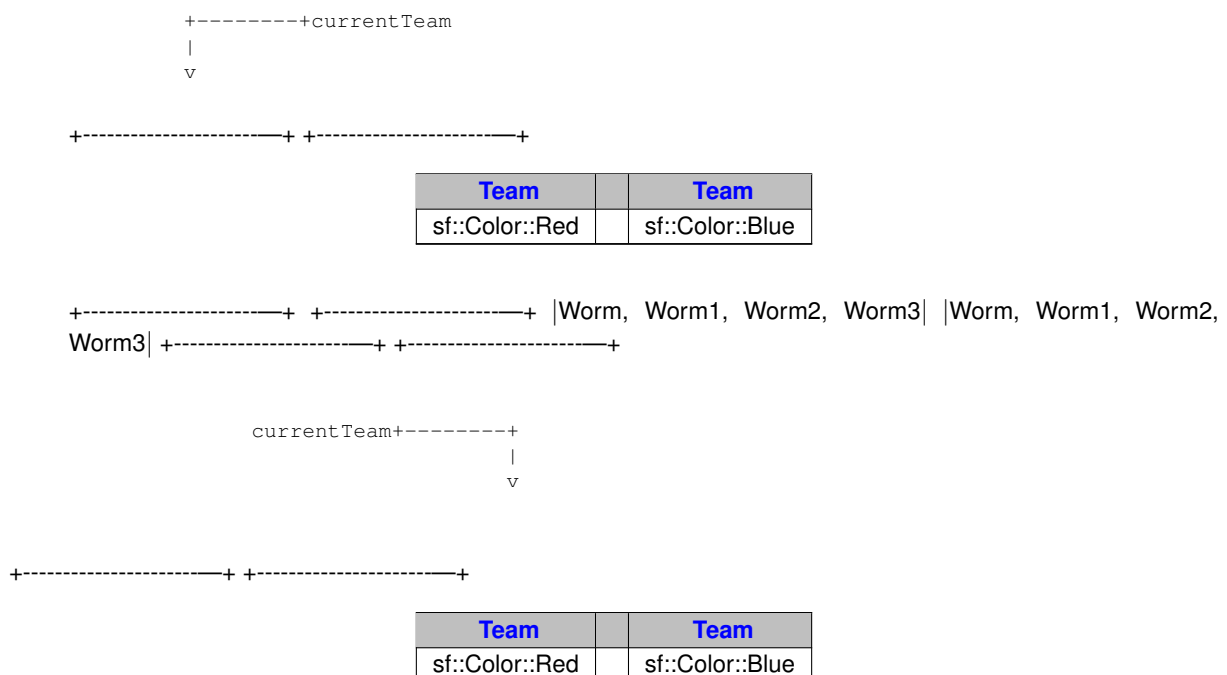 +--------+currentTeam
|
v
+----------------------—+ +----------------------—+
Team Team
sf::Color::Red sf::Color::Blue
+----------------------—+ +----------------------—+ |Worm, Worm1, Worm2, Worm3| |Worm, Worm1, Worm2,
Worm3| +----------------------—+ +----------------------—+
currentTeam+--------+
|
v
+----------------------—+ +----------------------—+
Team Team
sf::Color::Red sf::Color::Blue